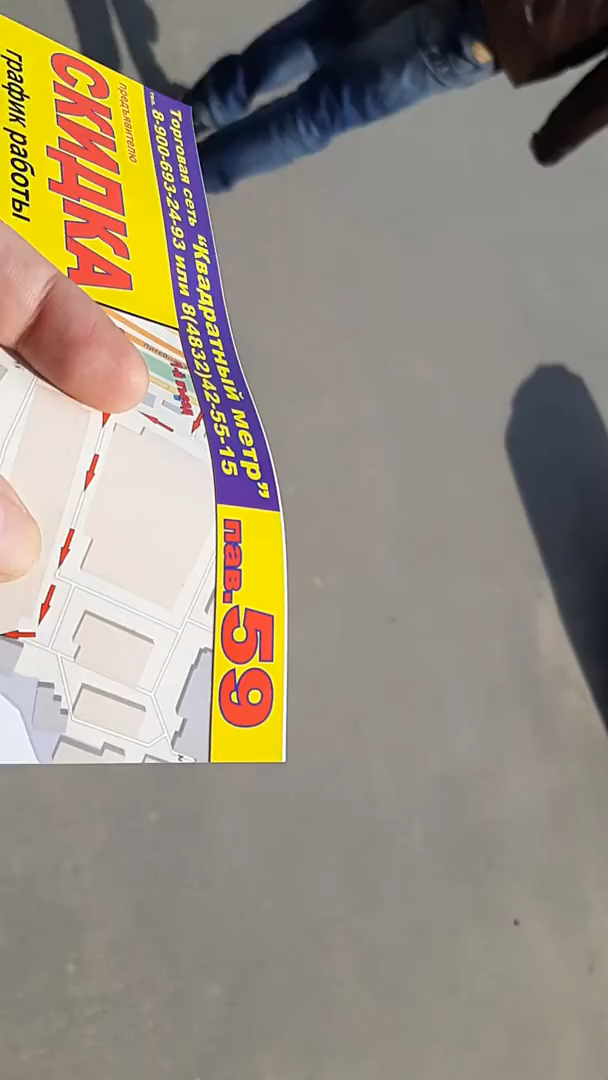 Торговая сеть "Квадратный метр"
8-900-693-24-93 или 8(4832)42-55-15
пав.59
предъявителю
СКИДКА
график работы